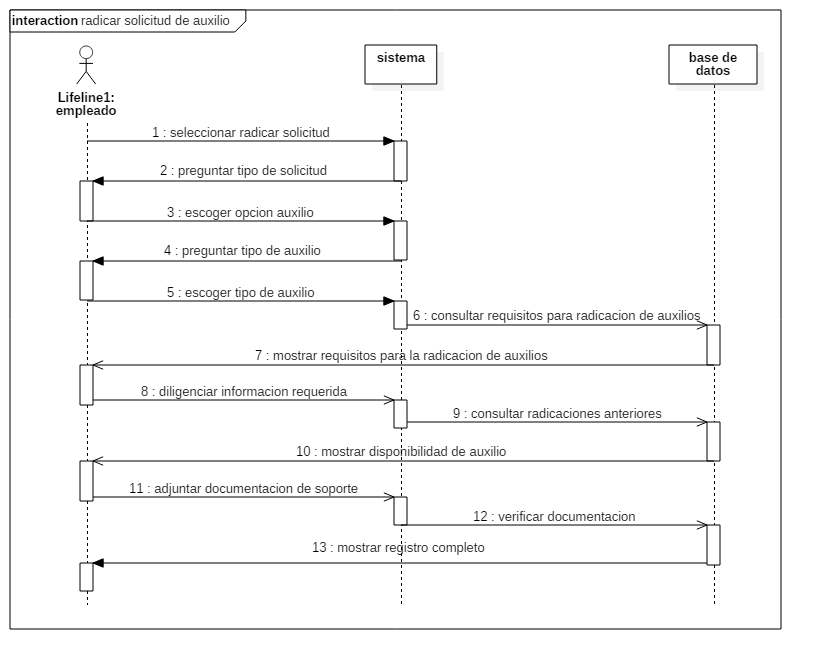 interaction radicar solicitud de auxilio
Lifeline1:
empleado
sistema
base de
datos
1 : seleccionar radicar solicitud
2 : preguntar tipo de solicitud
3 : escoger opcion auxilio
4 : preguntar tipo de auxilio
5 : escoger tipo de auxilio
6 : consultar requisitos para radicacion de auxilios
7 : mostrar requisitos para la radicacion de auxilios
8 : diligenciar informacion requerida
9 : consultar radicaciones anteriores
10 : mostrar disponibilidad de auxilio
11 : adjuntar documentacion de soporte
12 : verificar documentacion
13 : mostrar registro completo